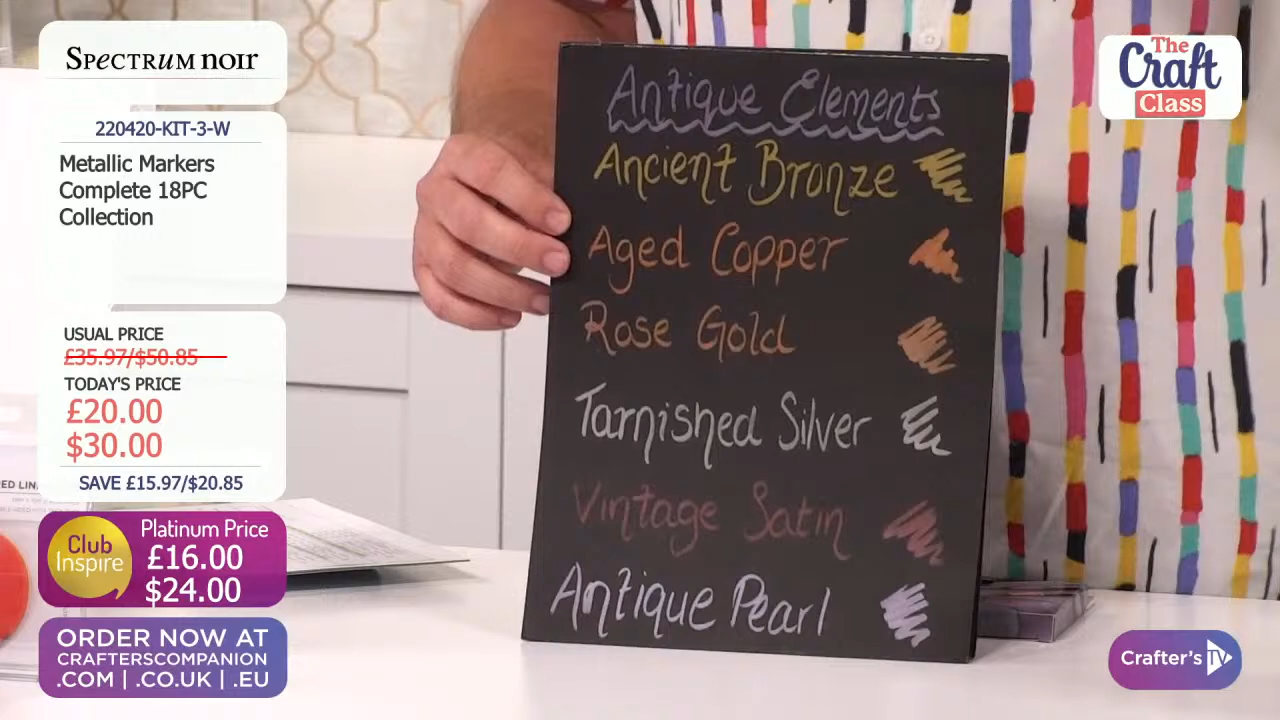 SPECTRUM NOIR
220420-KIT-3-W
Metallic Markers
Complete 18PC
Collection
USUAL PRICE
£35.97/$50.85
TODAY'S PRICE
£20.00
$30.00
SAVE £15.97/$20.85
Club
Inspire
Platinum Price
£16.00
$24.00
ORDER NOW AT
CRAFTERSCOMPANION
.COM | .CO.UK | .EU
Antique Elements
Ancient Bronze
Aged Copper
Rose Gold
Tarnished Silver
Vintage Satin
Antique Pearl
The
Craft
Class
Crafter's TV